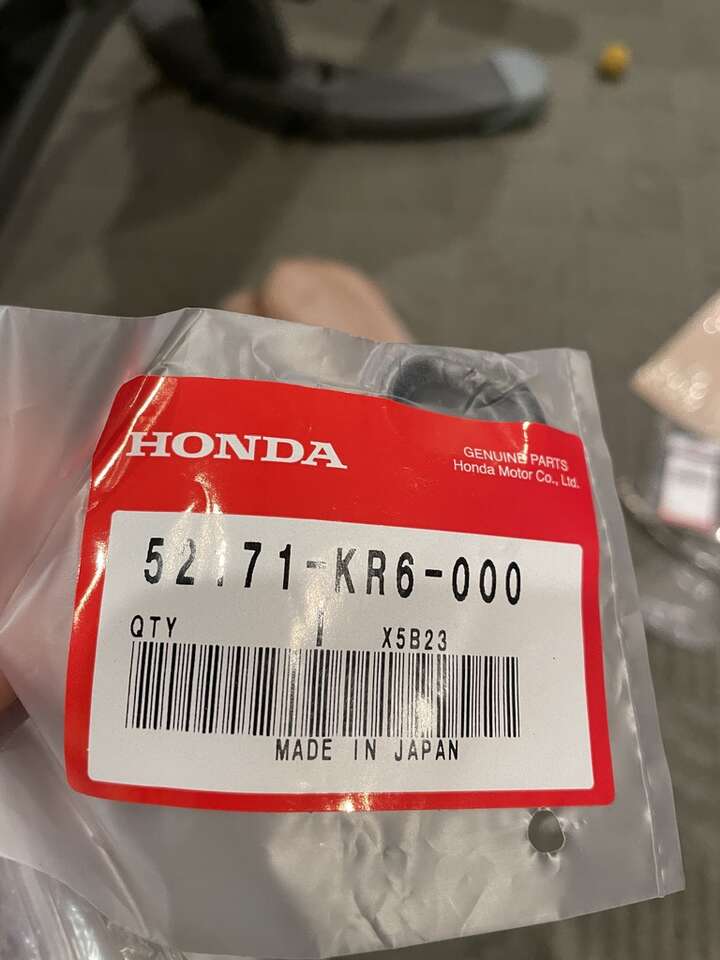 HONDA
GENUINE PARTS
Honda Motor Co., Ltd.
52171-KR6-000
QTY 1 X5B23
MADE IN JAPAN